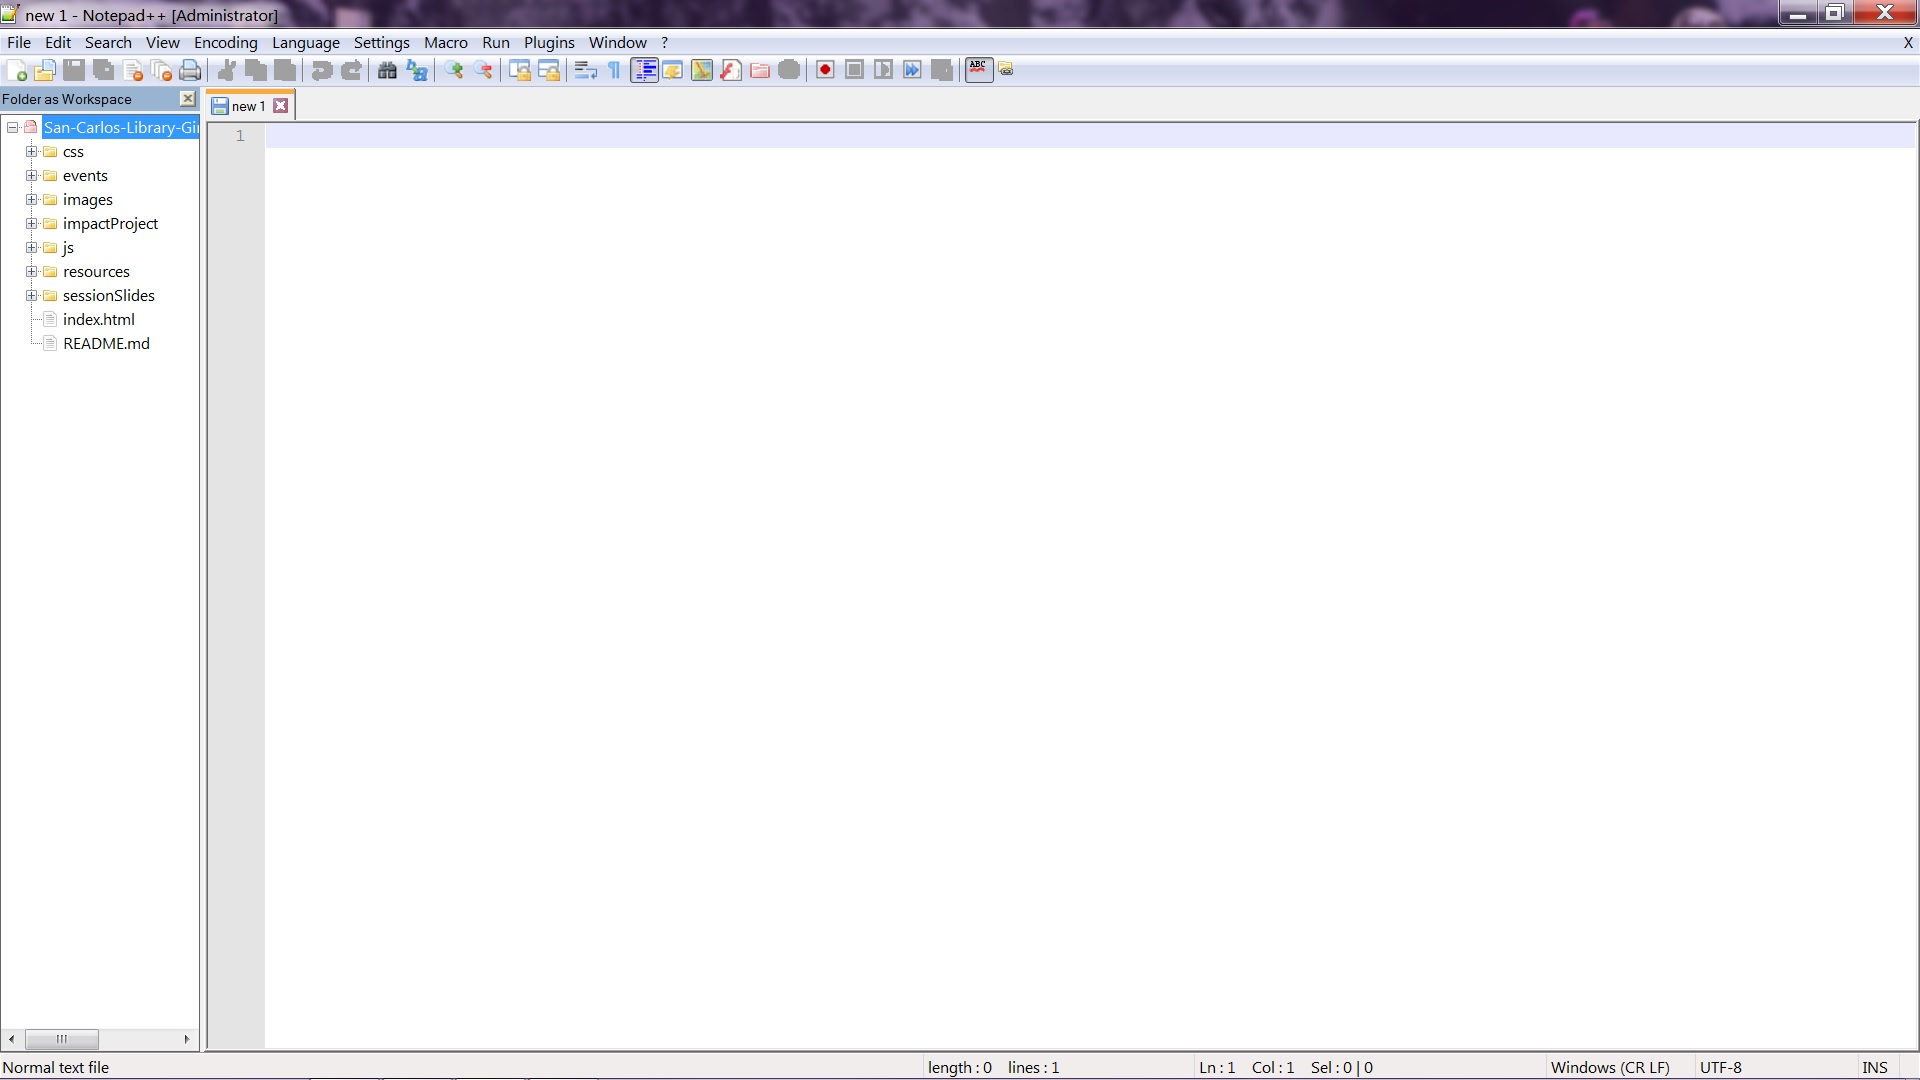 new 1 - Notepad++ [Administrator]
File Edit Search View Encoding Language Settings Macro Run Plugins Window ? X
ABC
Folder as Workspace
new 1
San-Carlos-Library-Gir
1
css
events
images
impactProject
js
resources
sessionSlides
index.html
README.md
Normal text file length : 0 lines : 1 Ln : 1 Col : 1 Sel : 0 | 0 Windows (CR LF) UTF-8 INS